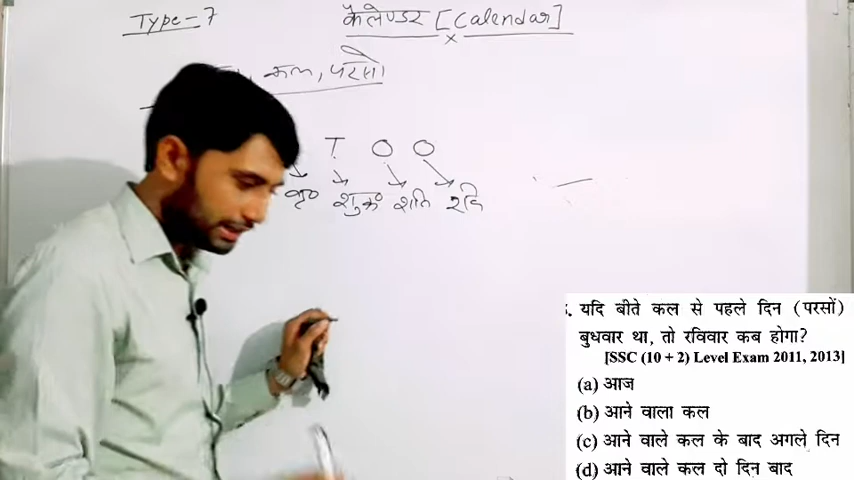 Type-7
कैलेण्डर [Calendar]
कल, परसो
T O O
शुक्र शनि रवि
यदि बीते कल से पहले दिन (परसों)
बुधवार था, तो रविवार कब होगा?
[SSC (10 + 2) Level Exam 2011, 2013]
(a) आज
(b) आने वाला कल
(c) आने वाले कल के बाद अगले दिन
(d) आने वाले कल दो दिन बाद